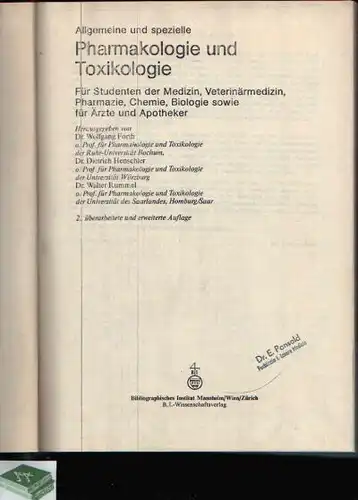 Allgemeine und spezielle
Pharmakologie und
Toxikologie
Für Studenten der Medizin, Veterinärmedizin,
Pharmazie, Chemie, Biologie sowie
für Ärzte und Apotheker
Herausgegeben von
Dr. Wolfgang Forth
o. Prof. für Pharmakologie und Toxikologie
der Ruhr-Universität Bochum,
Dr. Dietrich Henschler
o. Prof. für Pharmakologie und Toxikologie
der Universität Würzburg
Dr. Walter Rummel
o. Prof. für Pharmakologie und Toxikologie
der Universität des Saarlandes, Homburg/Saar
2. überarbeitete und erweiterte Auflage
Dr. E. Ponsold
Bibliographisches Institut Mannheim/Wien/Zürich
B.I.-Wissenschaftsverlag